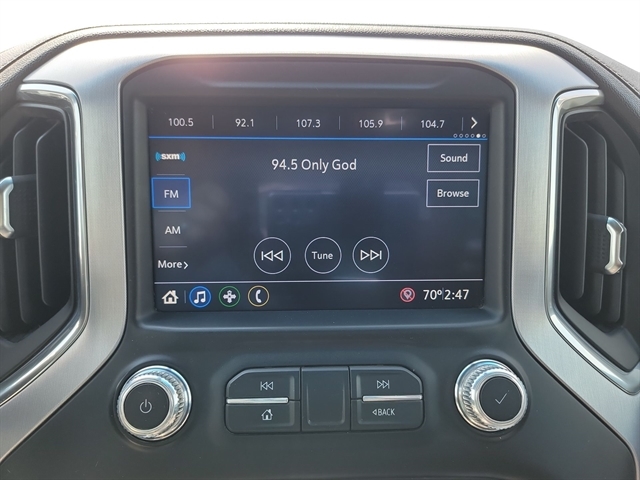 100.5 92.1 107.3 105.9 104.7
sxm
94.5 Only God
Sound
FM
Browse
AM
More
Tune
70° 2:47
BACK